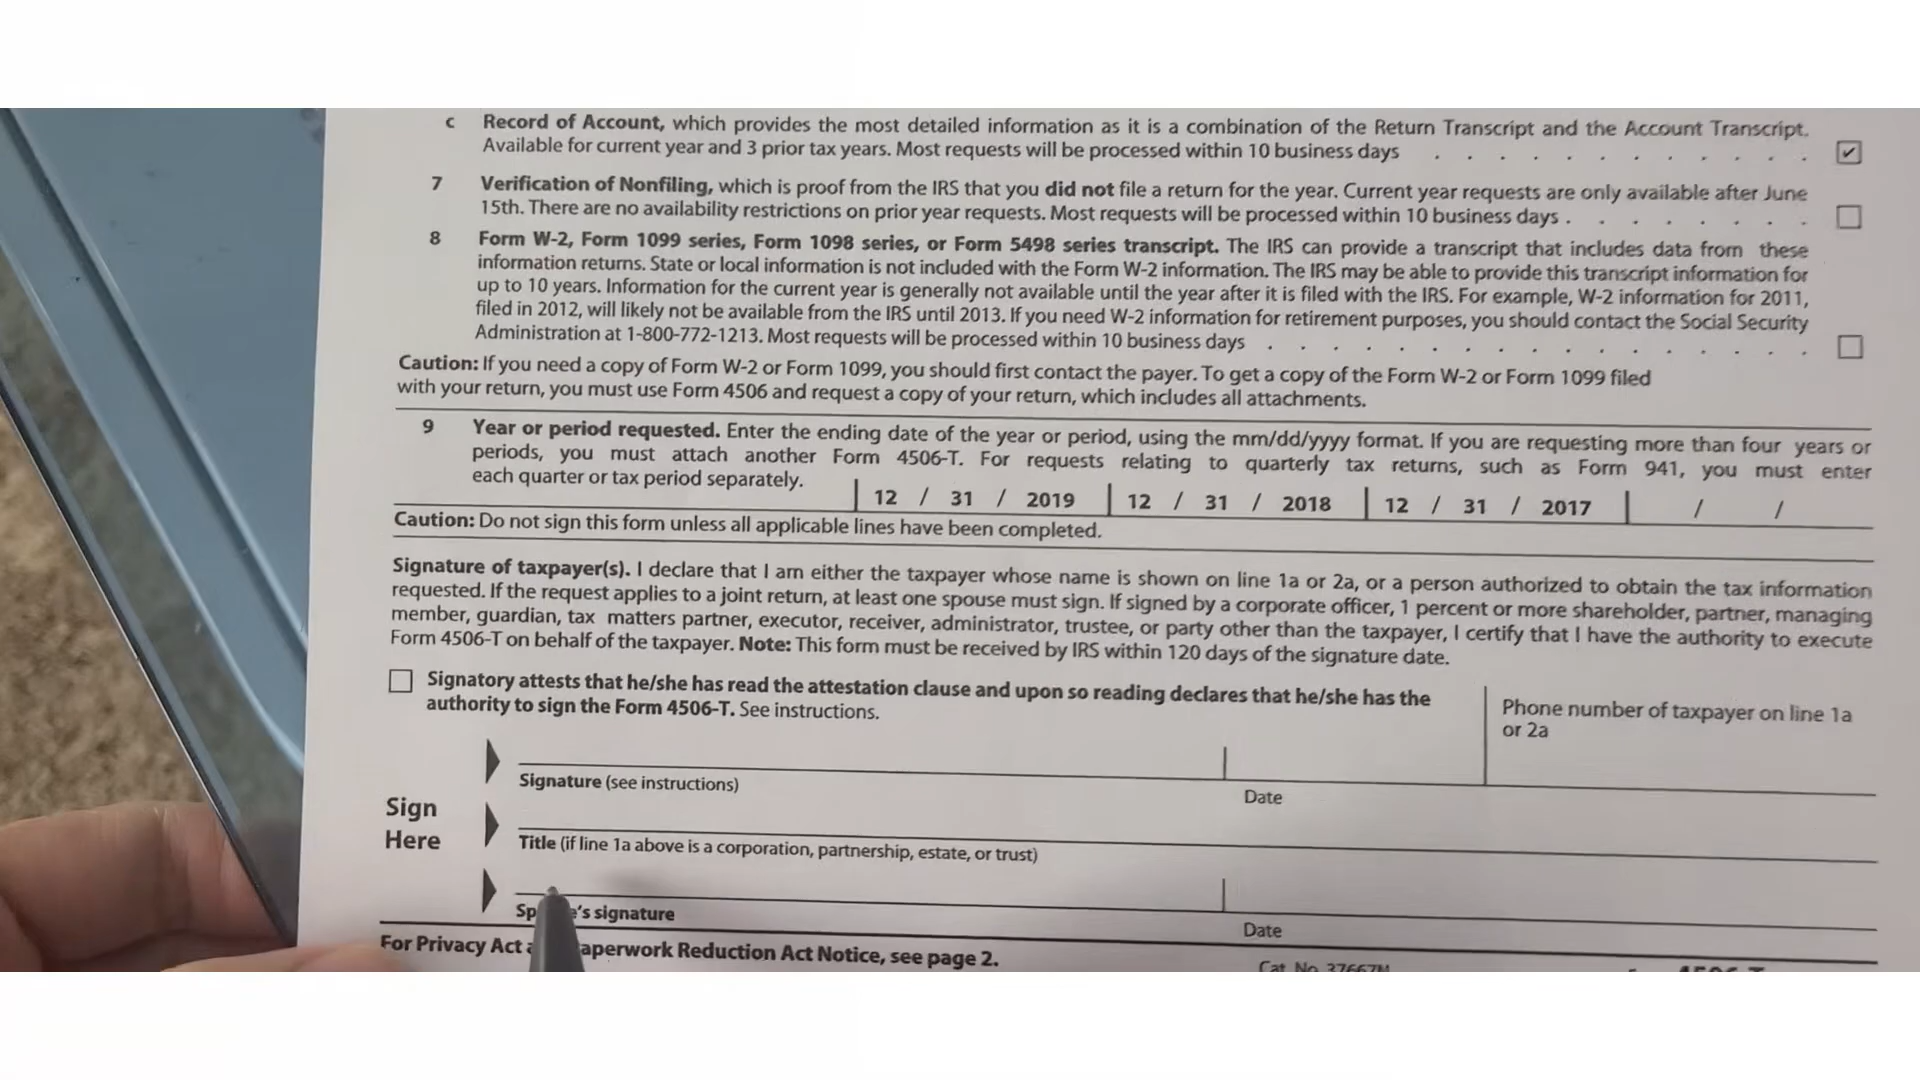 c Record of Account, which provides the most detailed information as it is a combination of the Return Transcript and the Account Transcript.
Available for current year and 3 prior tax years. Most requests will be processed within 10 business days . . . . . . . . . . ✔
7 Verification of Nonfiling, which is proof from the IRS that you did not file a return for the year. Current year requests are only available after June
15th. There are no availability restrictions on prior year requests. Most requests will be processed within 10 business days . . . . . . . .
8 Form W-2, Form 1099 series, Form 1098 series, or Form 5498 series transcript. The IRS can provide a transcript that includes data from these
information returns. State or local information is not included with the Form W-2 information. The IRS may be able to provide this transcript information for
up to 10 years. Information for the current year is generally not available until the year after it is filed with the IRS. For example, W-2 information for 2011,
filed in 2012, will likely not be available from the IRS until 2013. If you need W-2 information for retirement purposes, you should contact the Social Security
Administration at 1-800-772-1213. Most requests will be processed within 10 business days . . . . . . . . . . . . . .
Caution: If you need a copy of Form W-2 or Form 1099, you should first contact the payer. To get a copy of the Form W-2 or Form 1099 filed
with your return, you must use Form 4506 and request a copy of your return, which includes all attachments.
9 Year or period requested. Enter the ending date of the year or period, using the mm/dd/yyyy format. If you are requesting more than four years or
periods, you must attach another Form 4506-T. For requests relating to quarterly tax returns, such as Form 941, you must enter
each quarter or tax period separately. 12 / 31 / 2019 12 / 31 / 2018 12 / 31 / 2017 / /
Caution: Do not sign this form unless all applicable lines have been completed.
Signature of taxpayer(s). I declare that I am either the taxpayer whose name is shown on line 1a or 2a, or a person authorized to obtain the tax information
requested. If the request applies to a joint return, at least one spouse must sign. If signed by a corporate officer, 1 percent or more shareholder, partner, managing
member, guardian, tax matters partner, executor, receiver, administrator, trustee, or party other than the taxpayer, I certify that I have the authority to execute
Form 4506-T on behalf of the taxpayer. Note: This form must be received by IRS within 120 days of the signature date.
Signatory attests that he/she has read the attestation clause and upon so reading declares that he/she has the
authority to sign the Form 4506-T. See instructions.
Phone number of taxpayer on line 1a
or 2a
Sign
Here
Signature (see instructions)
Date
Title (if line 1a above is a corporation, partnership, estate, or trust)
signature
Date
For Privacy Act Reduction Act Notice, see page 2.
Cat. No.